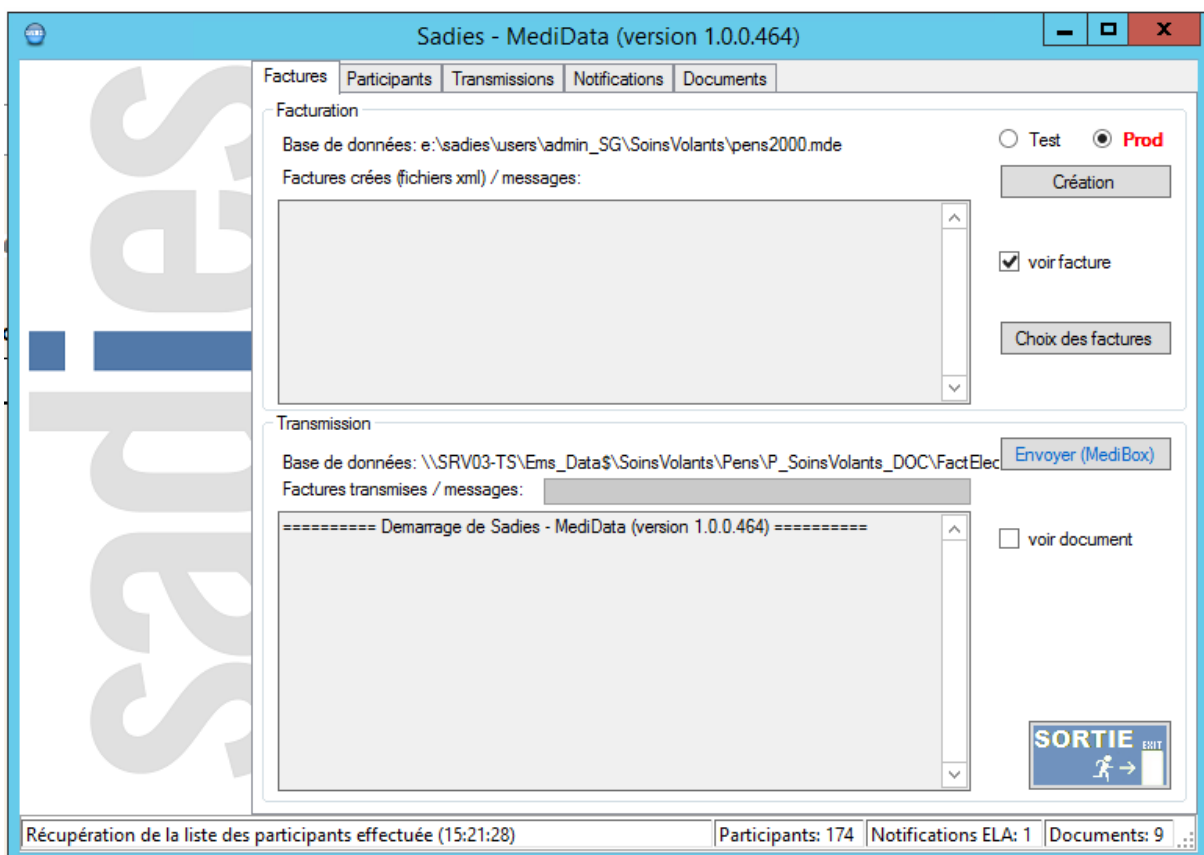 Sadies - MediData (version 1.0.0.464)
Factures Participants Transmissions Notifications Documents
Facturation
Base de données: e:\sadies\users\admin_SG\SoinsVolants\pens2000.mde
Test Prod
Factures crées (fichiers xml) / messages:
Création
voir facture
Choix des factures
Transmission
Base de données: \\SRV03-TS\Ems_Data$\SoinsVolants\Pens\P_SoinsVolants_DOC\FactElec
Envoyer (MediBox)
Factures transmises / messages:
========== Demarrage de Sadies - MediData (version 1.0.0.464) ==========
voir document
SORTIE EXIT
sadies
Récupération de la liste des participants effectuée (15:21:28) Participants: 174 Notifications ELA: 1 Documents: 9